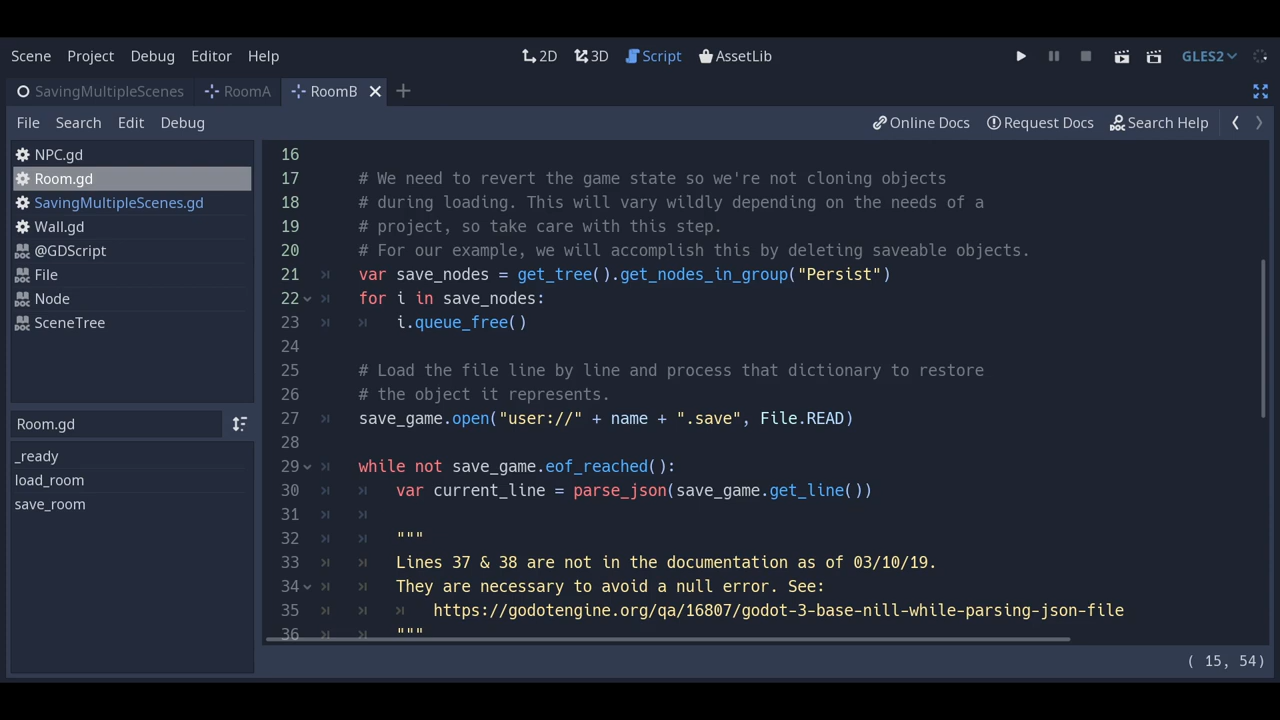 Scene Project Debug Editor Help 2D 3D Script AssetLib GLES2
SavingMultipleScenes RoomA RoomB
File Search Edit Debug Online Docs Request Docs Search Help
NPC.gd
Room.gd
SavingMultipleScenes.gd
Wall.gd
@GDScript
File
Node
SceneTree
Room.gd
_ready
load_room
save_room
16
17 # We need to revert the game state so we're not cloning objects
18 # during loading. This will vary wildly depending on the needs of a
19 # project, so take care with this step.
20 # For our example, we will accomplish this by deleting saveable objects.
21 var save_nodes = get_tree().get_nodes_in_group("Persist")
22 for i in save_nodes:
23 i.queue_free()
24
25 # Load the file line by line and process that dictionary to restore
26 # the object it represents.
27 save_game.open("user://" + name + ".save", File.READ)
28
29 while not save_game.eof_reached():
30 var current_line = parse_json(save_game.get_line())
31
32 """
33 Lines 37 & 38 are not in the documentation as of 03/10/19.
34 They are necessary to avoid a null error. See:
35 https://godotengine.org/qa/16807/godot-3-base-nill-while-parsing-json-file
36 """
( 15, 54)